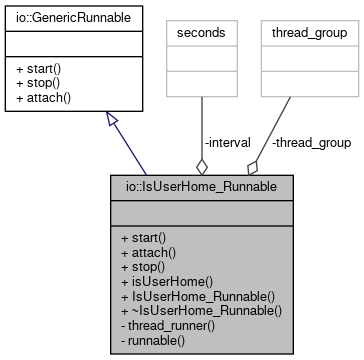 io::GenericRunnable
+ start()
+ stop()
+ attach()
seconds
thread_group
-interval
-thread_group
io::IsUserHome_Runnable
+ start()
+ attach()
+ stop()
+ isUserHome()
+ IsUserHome_Runnable()
+ ~IsUserHome_Runnable()
- thread_runner()
- runnable()